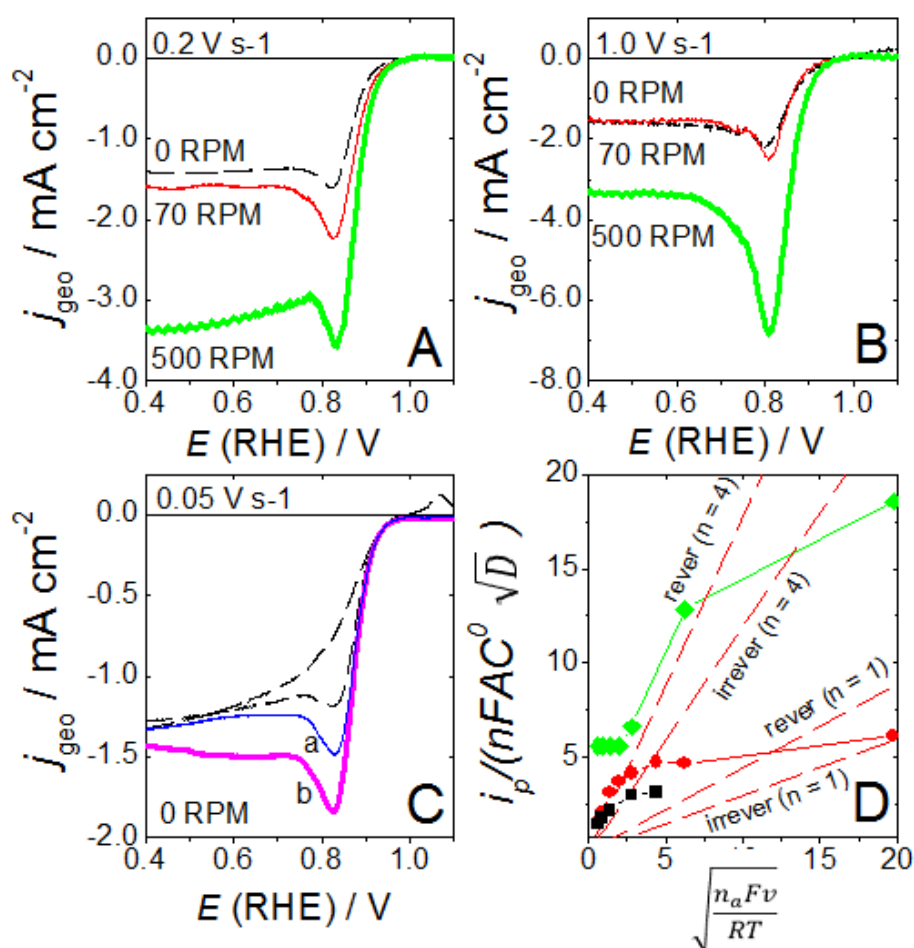 0.2 V s-1
0.0
-1.0
-2.0
-3.0
-4.0
j_geo / mA cm⁻²
0 RPM
70 RPM
500 RPM
A
0.4 0.6 0.8 1.0
E (RHE) / V
1.0 V s-1
0.0
-2.0
-4.0
-6.0
-8.0
j_geo / mA cm⁻²
0 RPM
70 RPM
500 RPM
B
0.4 0.6 0.8 1.0
E (RHE) / V
0.05 V s-1
0.0
-0.5
-1.0
-1.5
-2.0
j_geo / mA cm⁻²
a
b
0 RPM
C
0.4 0.6 0.8 1.0
E (RHE) / V
20
15
10
5
i_p/(nFAC⁰ √D )
rever (n = 4)
irrever (n = 4)
rever (n = 1)
irrever (n = 1)
D
0 5 15 20
√(n_aFv/RT)